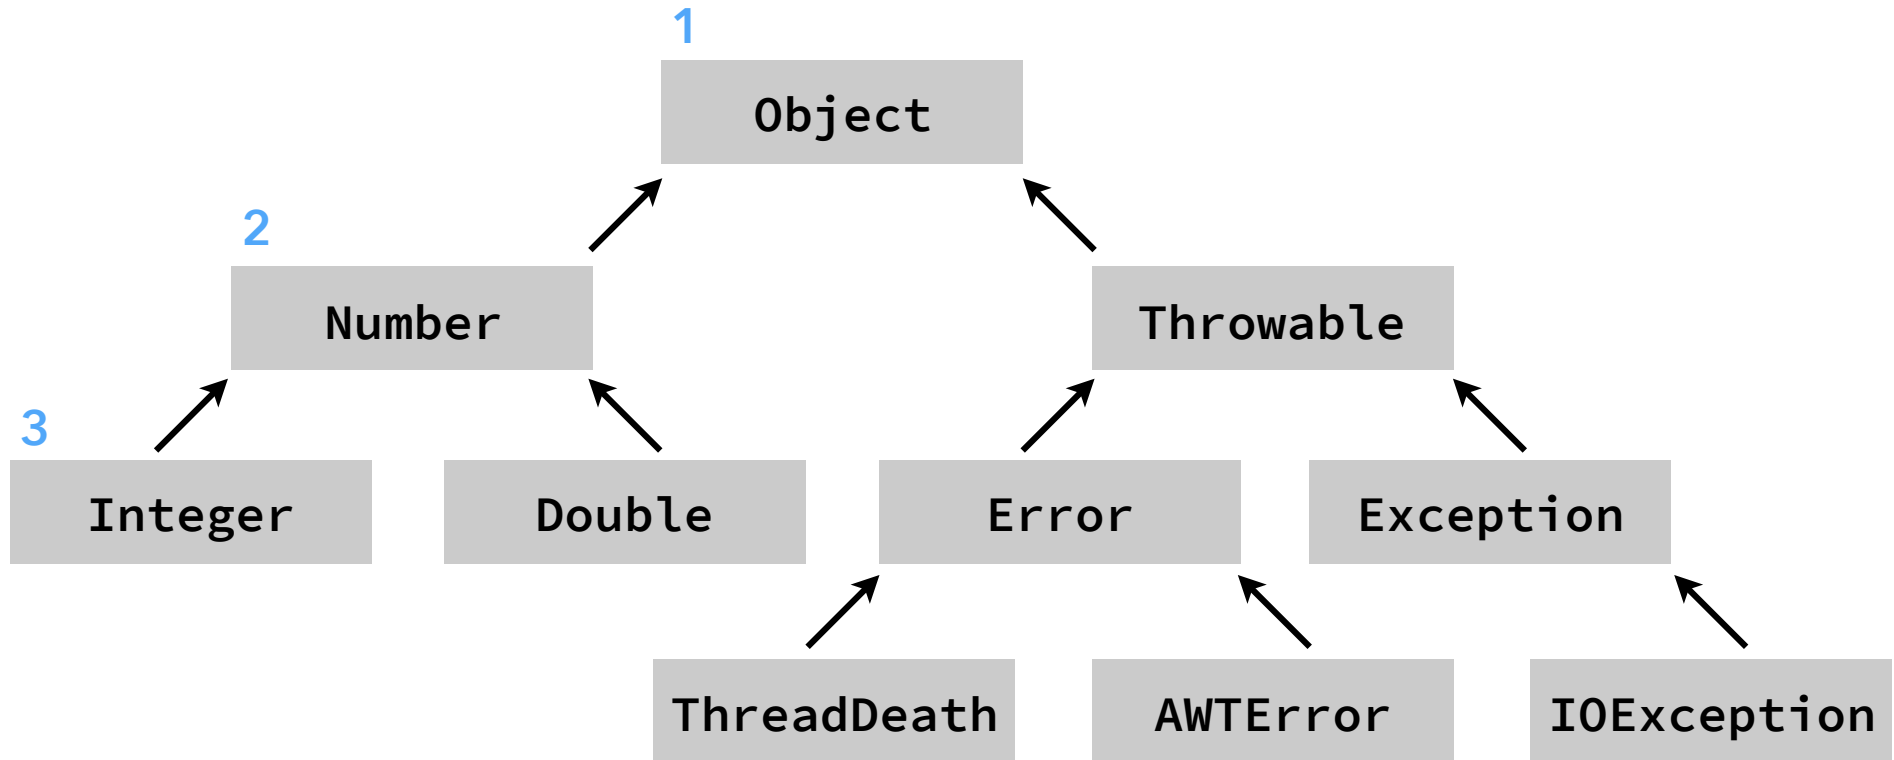 1
Object
2
Number
Throwable
3
Integer
Double
Error
Exception
ThreadDeath
AWTError
IOException